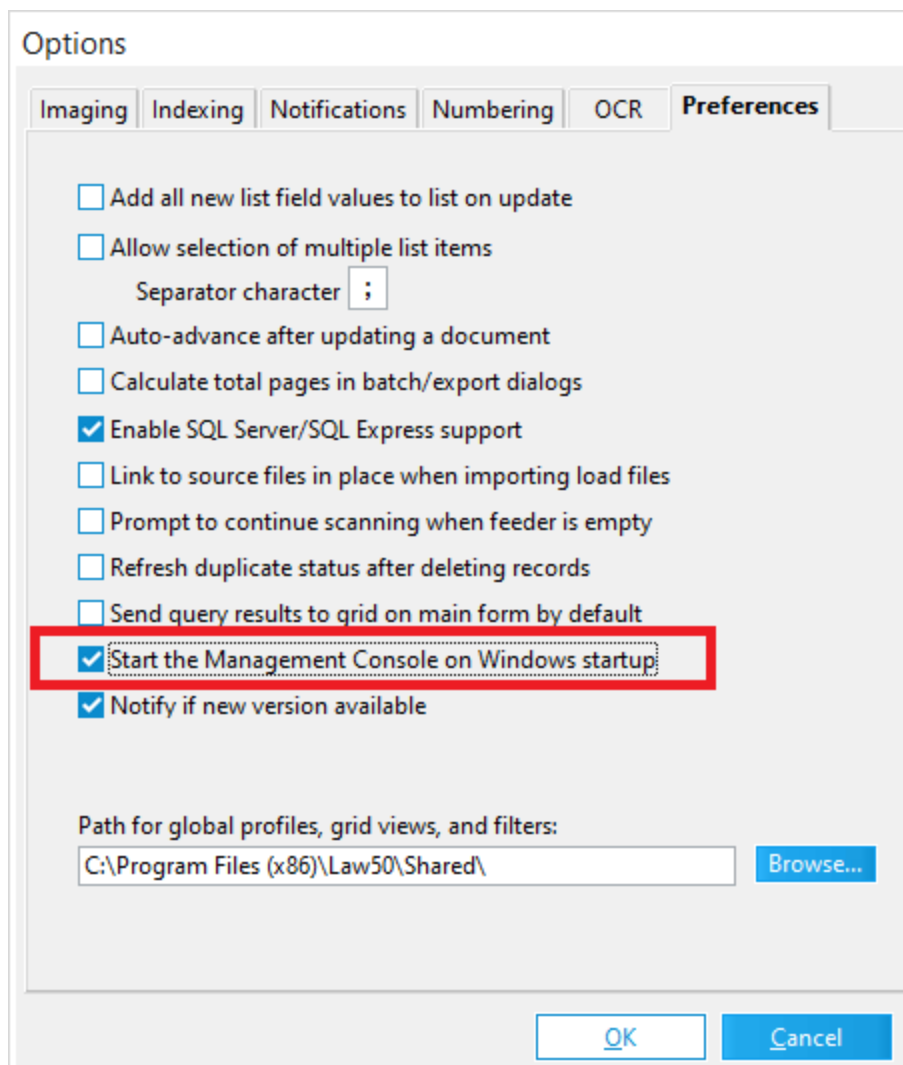 Options
Imaging Indexing Notifications Numbering OCR Preferences
Add all new list field values to list on update
Allow selection of multiple list items
Separator character ;
Auto-advance after updating a document
Calculate total pages in batch/export dialogs
Enable SQL Server/SQL Express support
Link to source files in place when importing load files
Prompt to continue scanning when feeder is empty
Refresh duplicate status after deleting records
Send query results to grid on main form by default
Start the Management Console on Windows startup
Notify if new version available
Path for global profiles, grid views, and filters:
C:\Program Files (x86)\Law50\Shared\ Browse...
OK Cancel